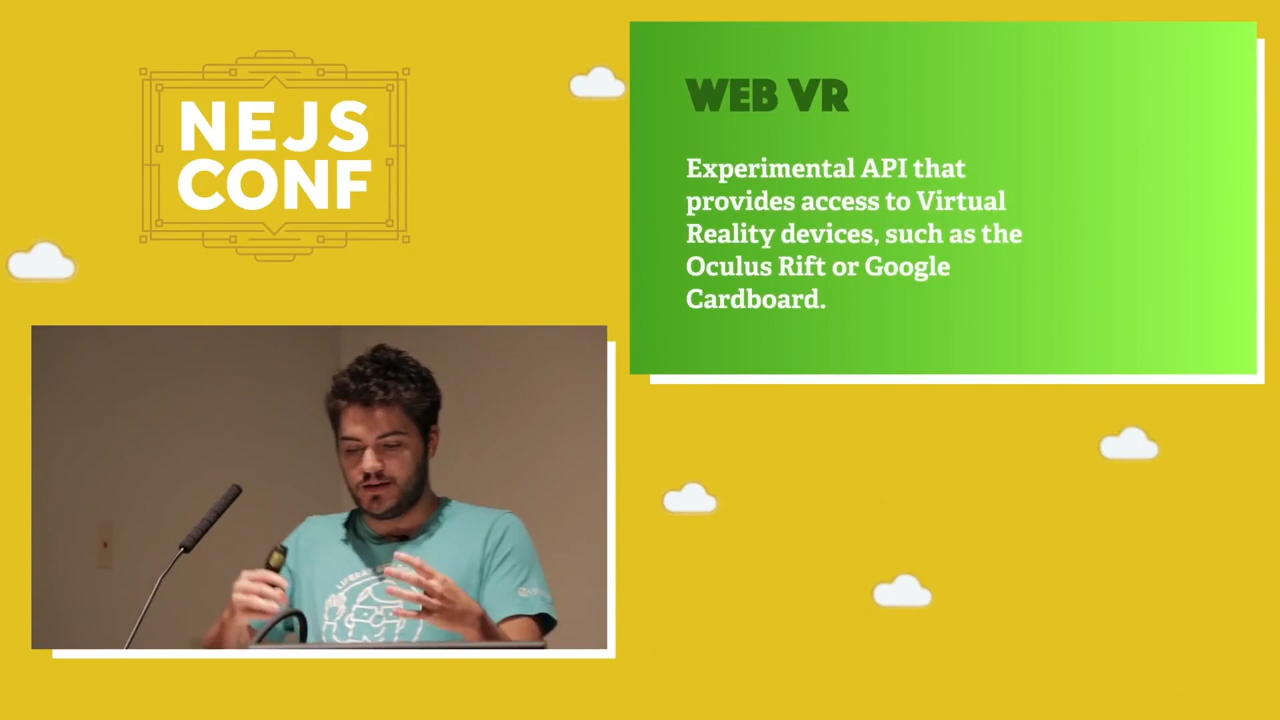 NEJS
CONF
WEB VR
Experimental API that
provides access to Virtual
Reality devices, such as the
Oculus Rift or Google
Cardboard.